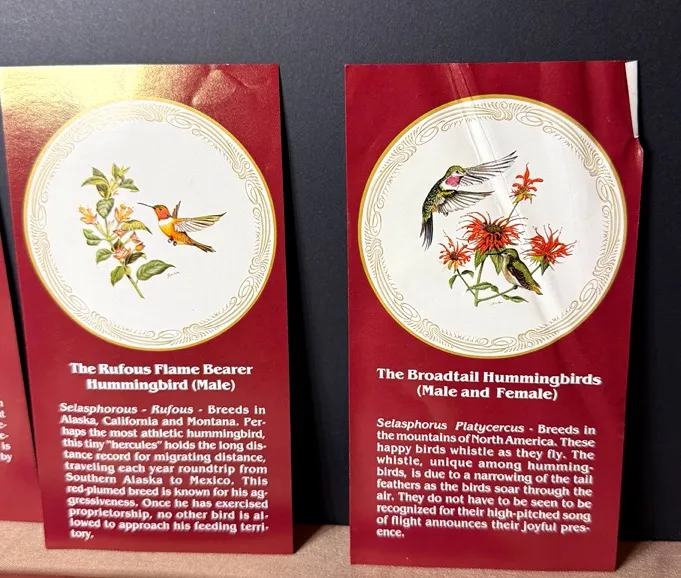 The Rufous Flame Bearer
Hummingbird (Male)
Selasphorous - Rufous - Breeds in
Alaska, California and Montana. Per-
haps the most athletic hummingbird,
this tiny "hercules" holds the long dis-
tance record for migrating distance,
traveling each year roundtrip from
Southern Alaska to Mexico. This
red-plumed breed is known for his ag-
gressiveness. Once he has exercised
proprietorship, no other bird is al-
lowed to approach his feeding terri-
tory.
The Broadtail Hummingbirds
(Male and Female)
Selasphorus Platycercus - Breeds in
the mountains of North America. These
happy birds whistle as they fly. The
whistle, unique among humming-
birds, is due to a narrowing of the tail
feathers as the birds soar through the
air. They do not have to be seen to be
recognized for their high-pitched song
of flight announces their joyful pres-
ence.
is
by